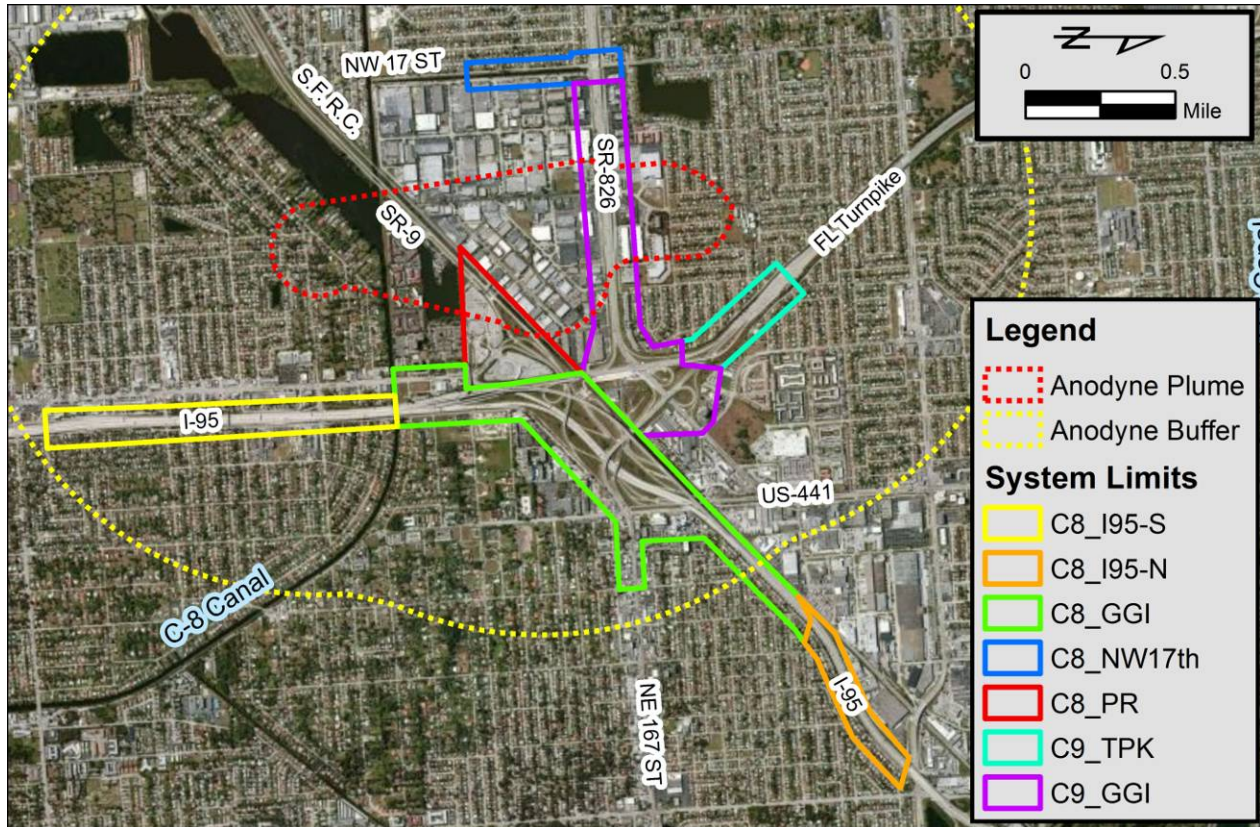 NW 17 ST
S.F.R.C.
SR-826
SR-9
FL Turnpike
I-95
US-441
C-8 Canal
NE 167 ST
I-95
N
0 0.5
Mile
Legend
Anodyne Plume
Anodyne Buffer
System Limits
C8_I95-S
C8_I95-N
C8_GGI
C8_NW17th
C8_PR
C9_TPK
C9_GGI